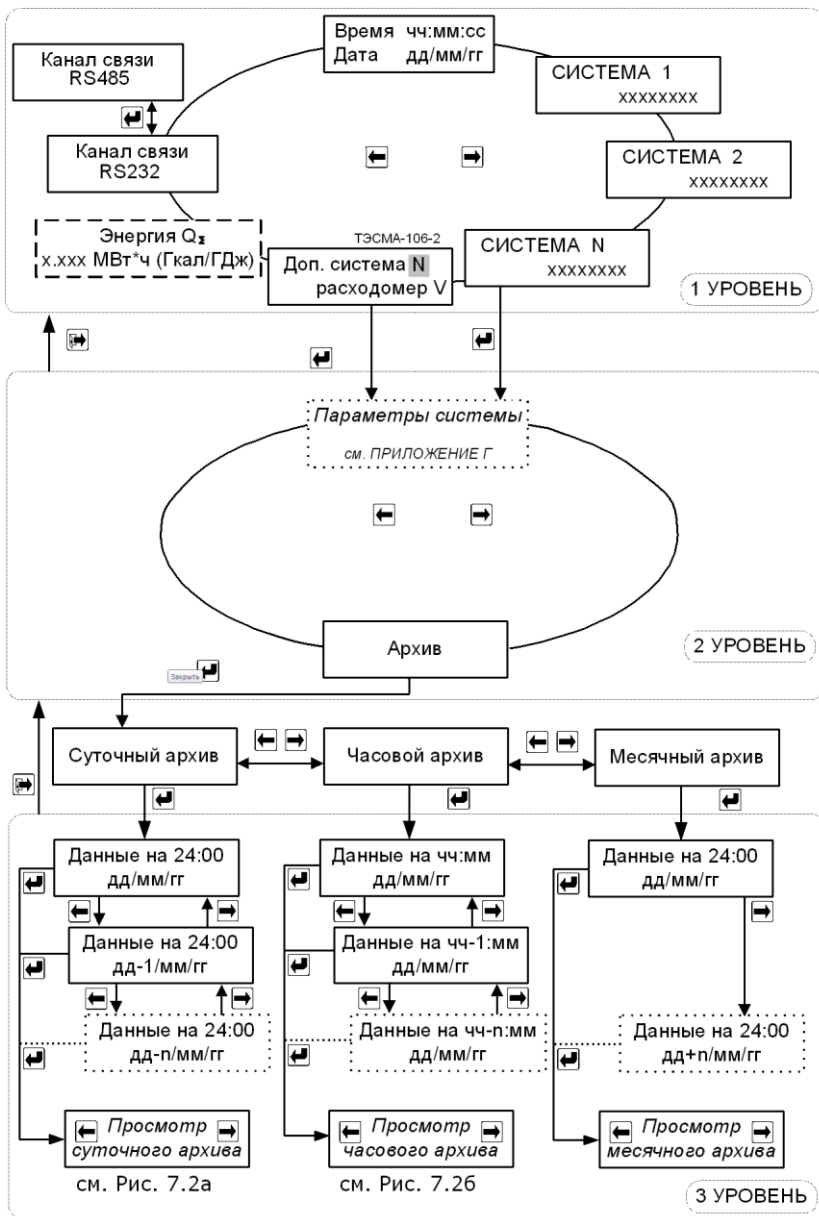 Время чч:мм:сс
Дата дд/мм/гг
Канал связи
RS485
СИСТЕМА 1
xxxxxxxx
Канал связи
RS232
СИСТЕМА 2
xxxxxxxx
Энергия QΣ
x.xxx МВт*ч (Гкал/ГДж)
ТЭСМА-106-2
Доп. система N
расходомер V
СИСТЕМА N
xxxxxxxx
1 УРОВЕНЬ
Параметры системы
см. ПРИЛОЖЕНИЕ Г
Архив
2 УРОВЕНЬ
Закрыть
Суточный архив
Часовой архив
Месячный архив
Данные на 24:00
дд/мм/гг
Данные на чч:мм
дд/мм/гг
Данные на 24:00
дд/мм/гг
Данные на 24:00
дд-1/мм/гг
Данные на чч-1:мм
дд/мм/гг
Данные на 24:00
дд-n/мм/гг
Данные на чч-n:мм
дд/мм/гг
Данные на 24:00
дд+n/мм/гг
Просмотр
суточного архива
Просмотр
часового архива
Просмотр
месячного архива
см. Рис. 7.2а
см. Рис. 7.2б
3 УРОВЕНЬ